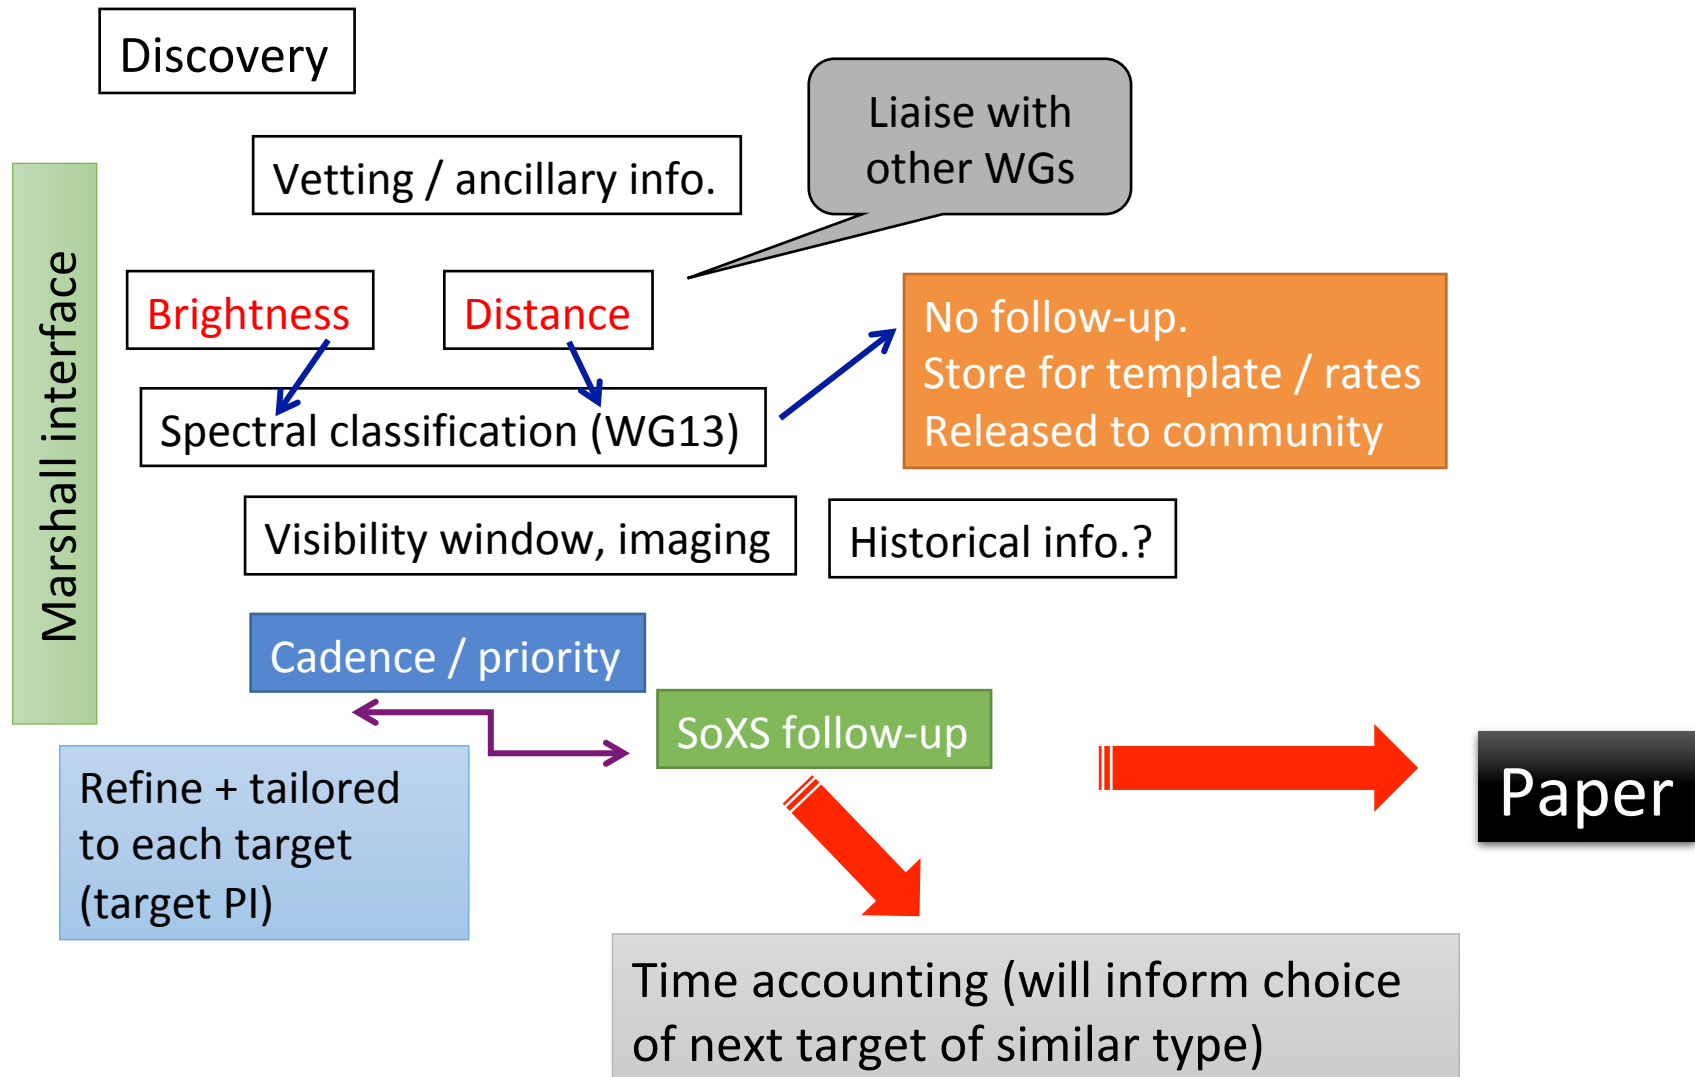 Discovery
Liaise with
other WGs
Vetting / ancillary info.
Marshall interface
Brightness
Distance
No follow-up.
Store for template / rates
Released to community
Spectral classification (WG13)
Visibility window, imaging
Historical info.?
Cadence / priority
SoXS follow-up
Refine + tailored
to each target
(target PI)
Paper
Time accounting (will inform choice
of next target of similar type)